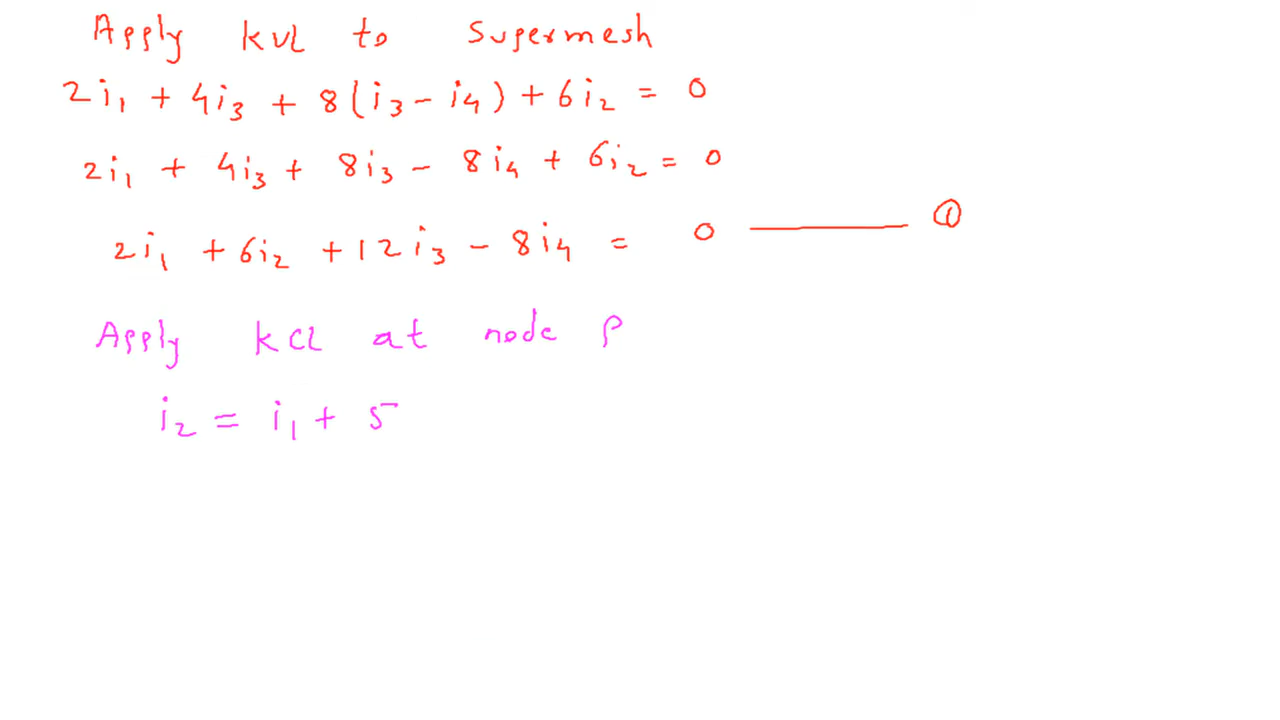 Apply kvl to Supermesh
2i₁ + 4i₃ + 8(i₃ - i₄) + 6i₂ = 0
2i₁ + 4i₃ + 8i₃ - 8i₄ + 6i₂ = 0
2i₁ + 6i₂ + 12i₃ - 8i₄ = 0 ——— ①
Apply kcl at node P
i₂ = i₁ + 5